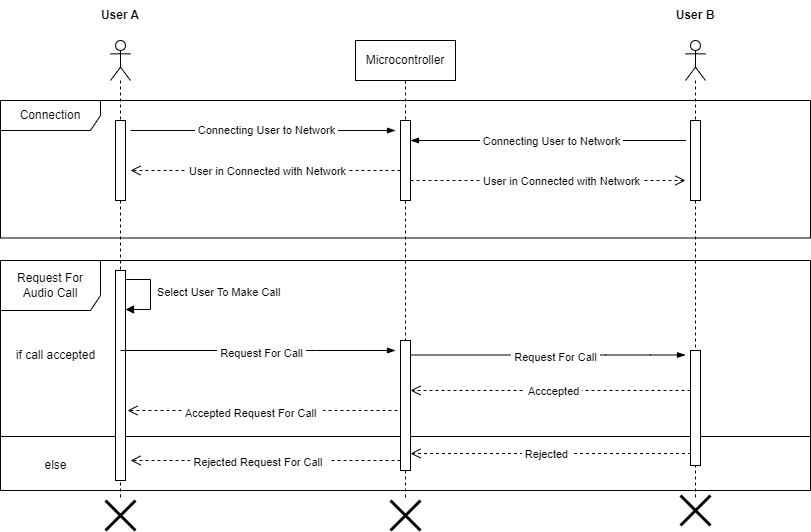 User A
User B
Microcontroller
Connection
Connecting User to Network
Connecting User to Network
User in Connected with Network
User in Connected with Network
Request For
Audio Call
Select User To Make Call
if call accepted
Request For Call
Request For Call
Acccepted
Accepted Request For Call
else
Rejected
Rejected Request For Call